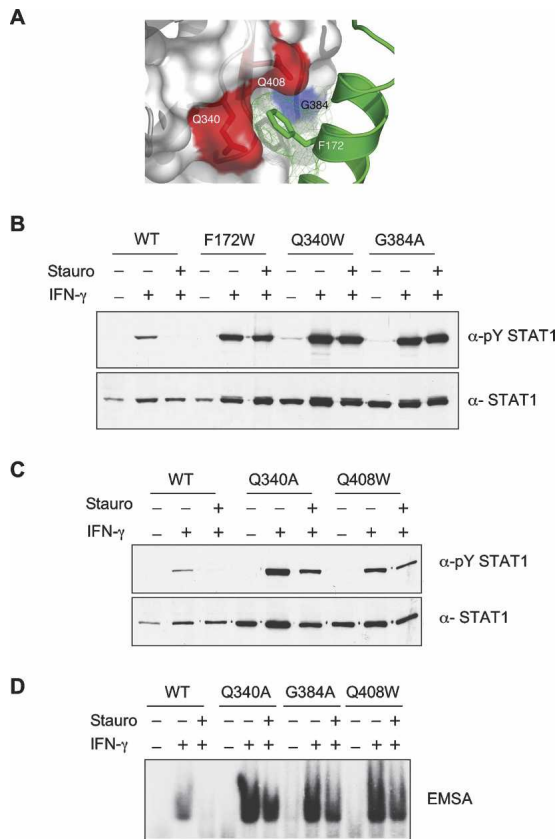 A
Q408
Q340
G384
F172
B
WT F172W Q340W G384A
Stauro – – + – – + – – + – – +
IFN-γ – + + – + + – + + – + +
α-pY STAT1
α- STAT1
C
WT Q340A Q408W
Stauro – – + – – + – – +
IFN-γ – + + – + + – + +
α-pY STAT1
α- STAT1
D
WT Q340A G384A Q408W
Stauro – – + – – + – – + – – +
IFN-γ – + + – + + – + + – + +
EMSA